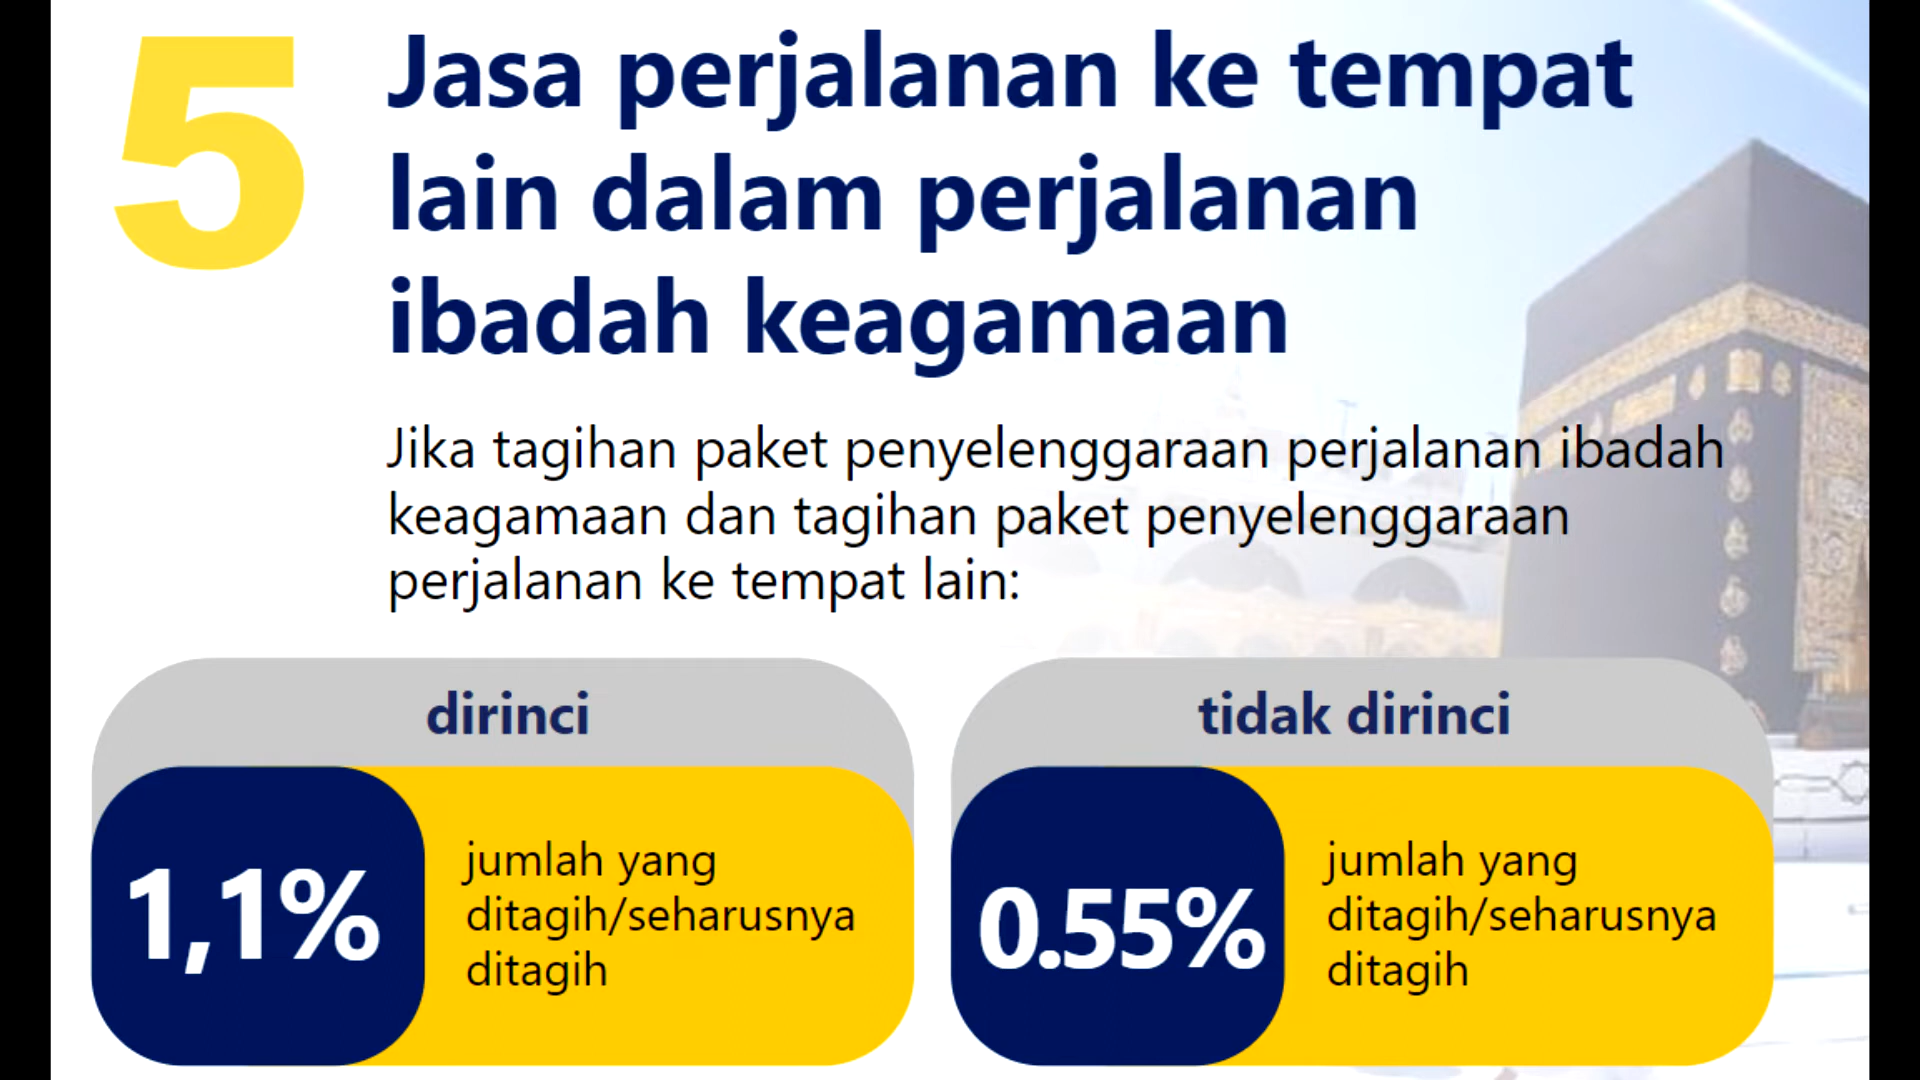 5
Jasa perjalanan ke tempat
lain dalam perjalanan
ibadah keagamaan
Jika tagihan paket penyelenggaraan perjalanan ibadah
keagamaan dan tagihan paket penyelenggaraan
perjalanan ke tempat lain:
dirinci
1,1%
jumlah yang
ditagih/seharusnya
ditagih
tidak dirinci
0.55%
jumlah yang
ditagih/seharusnya
ditagih